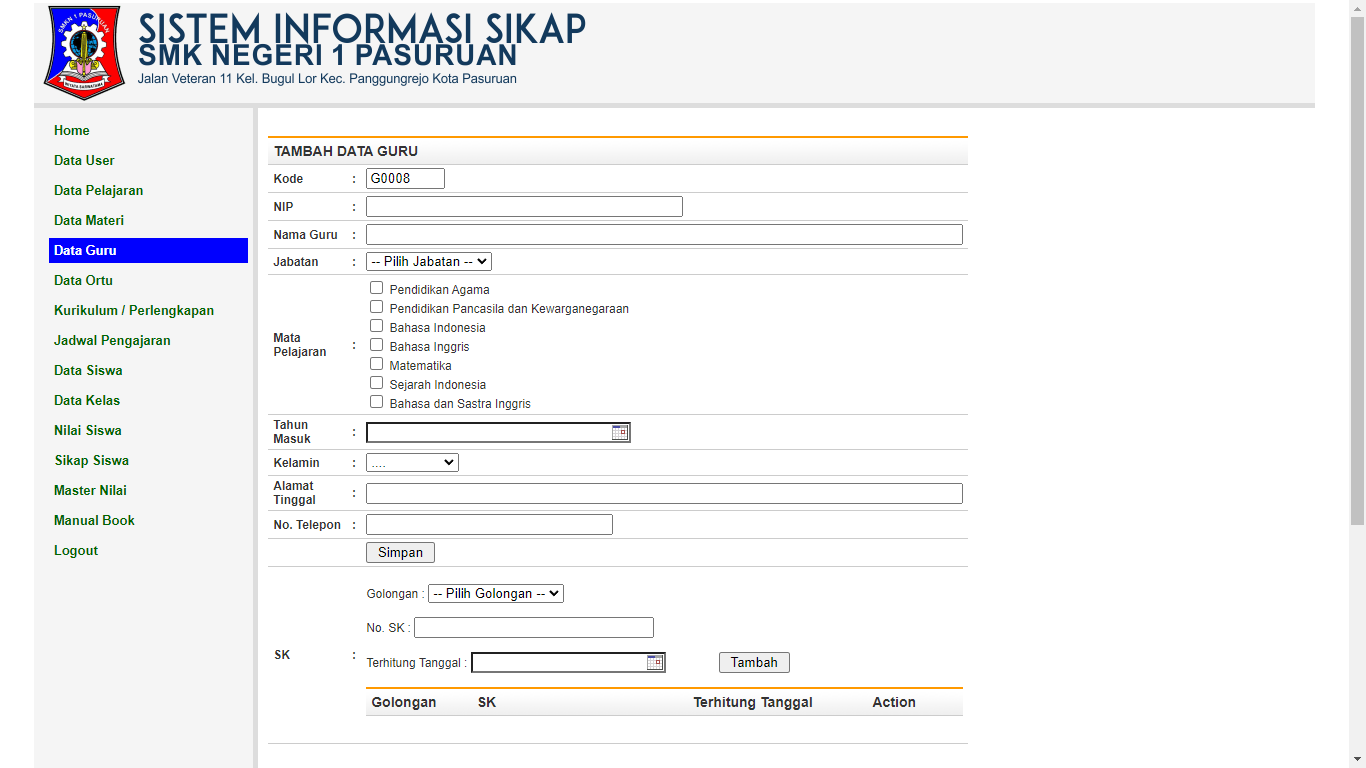 SMKN 1 PASURUAN
WIYATA SARWATAMA
SISTEM INFORMASI SIKAP
SMK NEGERI 1 PASURUAN
Jalan Veteran 11 Kel. Bugul Lor Kec. Panggungrejo Kota Pasuruan
Home
Data User
Data Pelajaran
Data Materi
Data Guru
Data Ortu
Kurikulum / Perlengkapan
Jadwal Pengajaran
Data Siswa
Data Kelas
Nilai Siswa
Sikap Siswa
Master Nilai
Manual Book
Logout
TAMBAH DATA GURU
Kode : G0008
NIP :
Nama Guru :
Jabatan : -- Pilih Jabatan --
Mata
Pelajaran :
Pendidikan Agama
Pendidikan Pancasila dan Kewarganegaraan
Bahasa Indonesia
Bahasa Inggris
Matematika
Sejarah Indonesia
Bahasa dan Sastra Inggris
Tahun
Masuk :
Kelamin : ....
Alamat
Tinggal :
No. Telepon :
Simpan
SK :
Golongan : -- Pilih Golongan --
No. SK :
Terhitung Tanggal : Tambah
Golongan SK Terhitung Tanggal Action